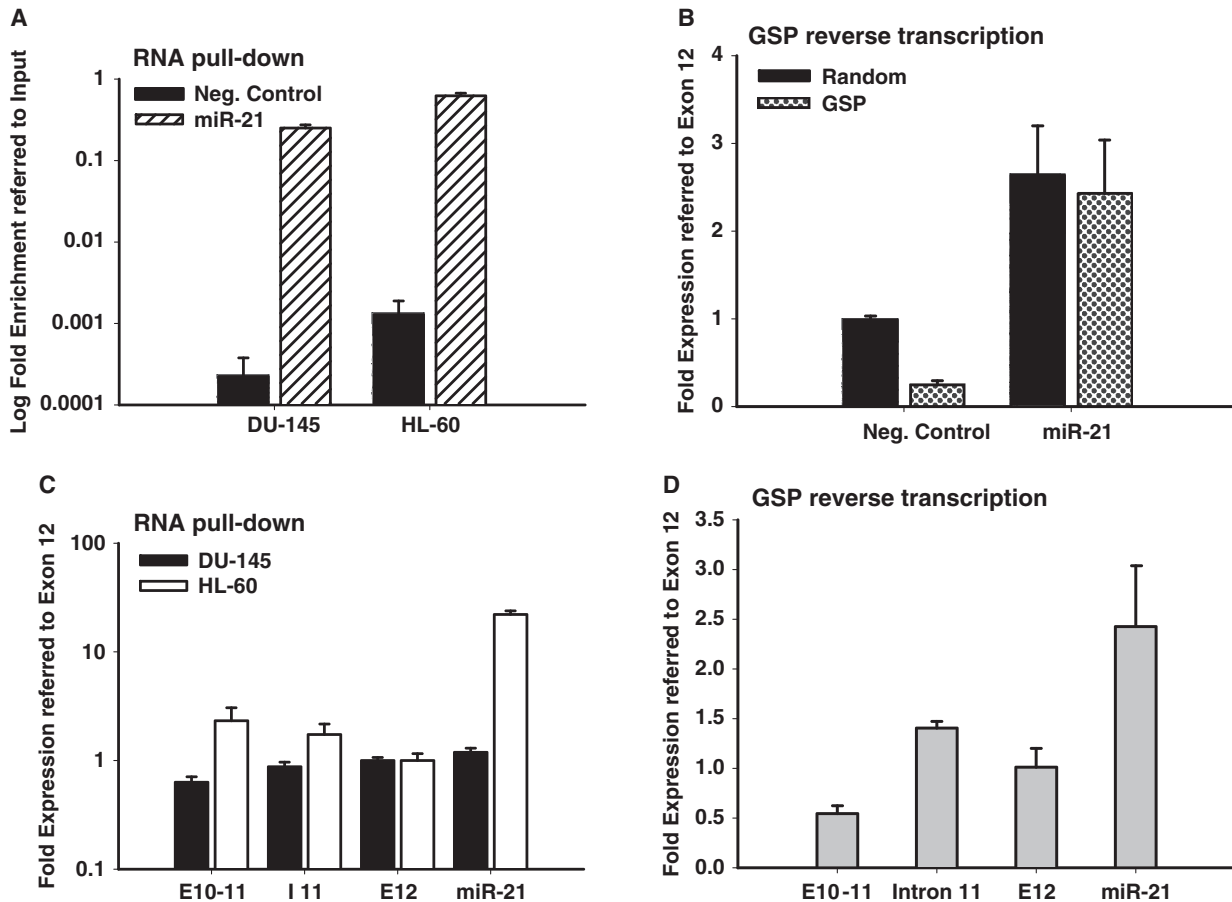 A
RNA pull-down
Neg. Control
miR-21
Log Fold Enrichment referred to Input
1
0.1
0.01
0.001
0.0001
DU-145
HL-60
B
GSP reverse transcription
Random
GSP
Fold Expression referred to Exon 12
4
3
2
1
0
Neg. Control
miR-21
C
RNA pull-down
DU-145
HL-60
Fold Expression referred to Exon 12
100
10
1
0.1
E10-11
I 11
E12
miR-21
D
GSP reverse transcription
Fold Expression referred to Exon 12
3.5
3.0
2.5
2.0
1.5
1.0
0.5
0.0
E10-11
Intron 11
E12
miR-21